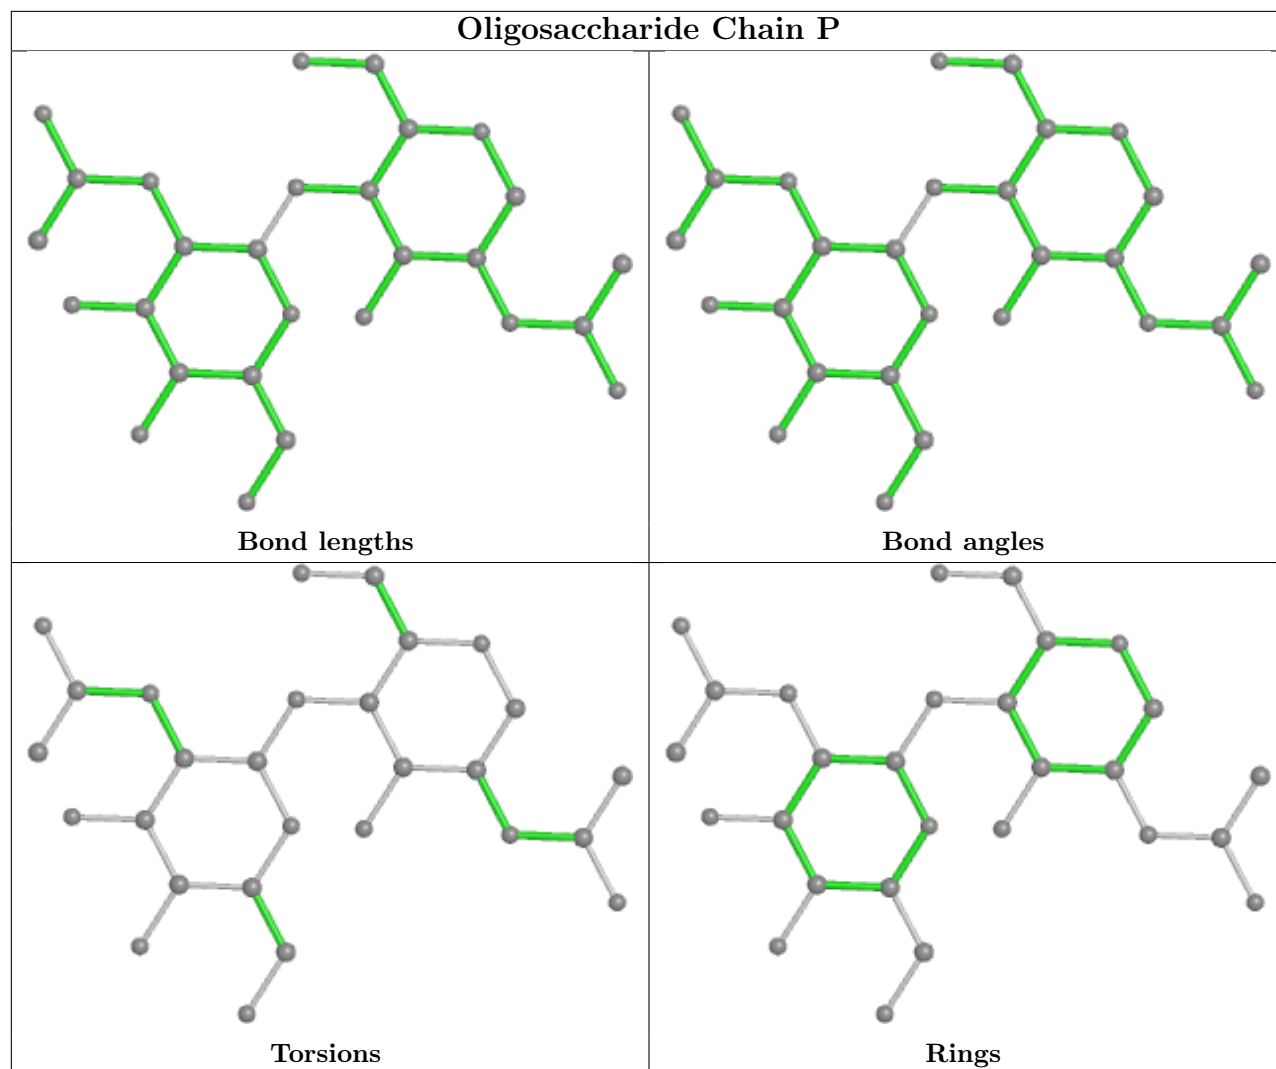 Oligosaccharide Chain P
Bond lengths
Bond angles
Torsions
Rings